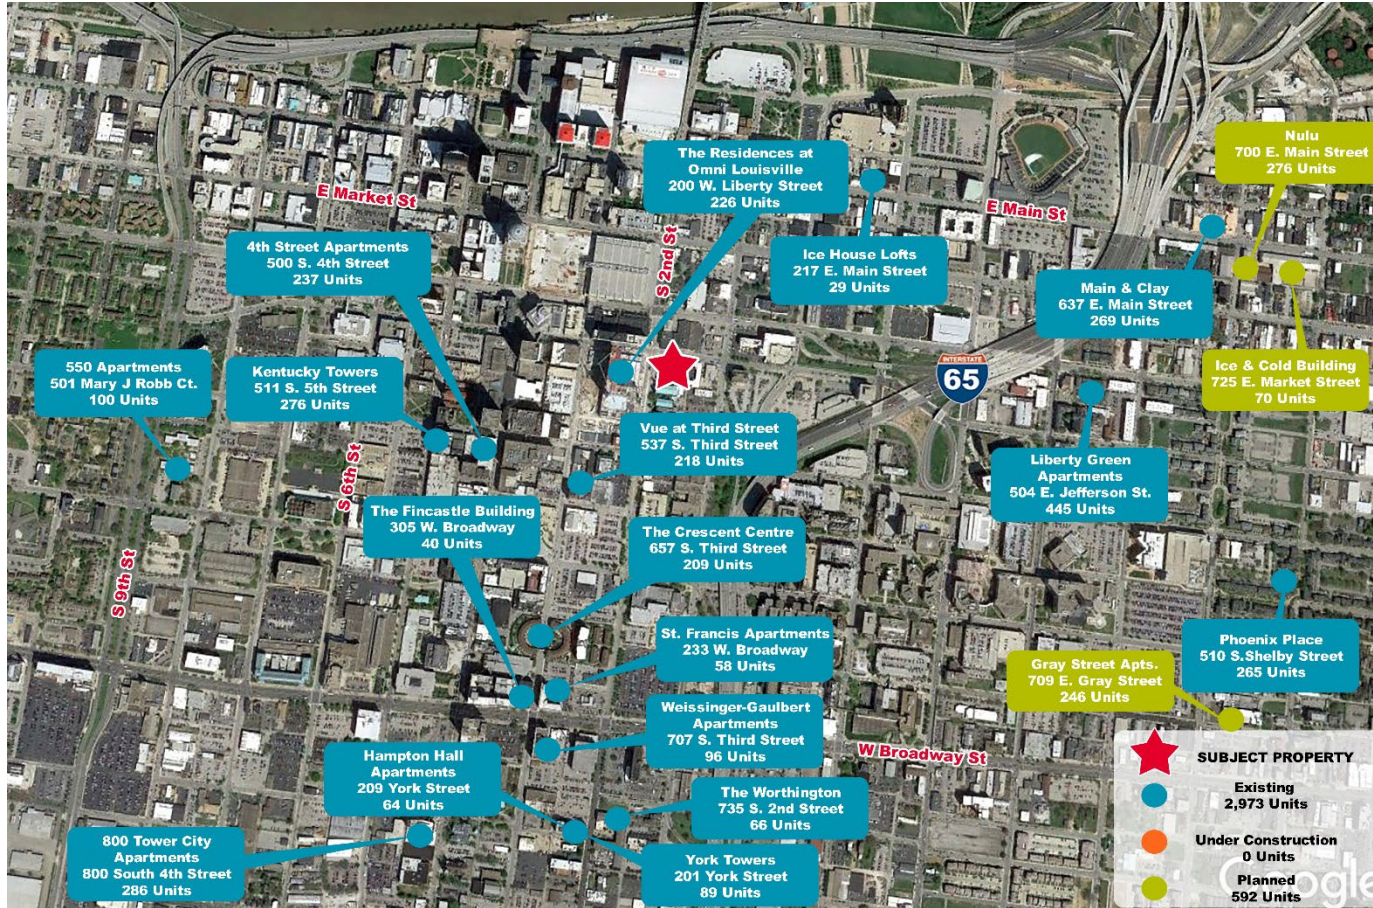 E Market St
E Main St
S 2nd St
S 6th St
S 9th St
W Broadway St
INTERSTATE
65
The Residences at
Omni Louisville
200 W. Liberty Street
226 Units
Nulu
700 E. Main Street
276 Units
4th Street Apartments
500 S. 4th Street
237 Units
Ice House Lofts
217 E. Main Street
29 Units
Main & Clay
637 E. Main Street
269 Units
550 Apartments
501 Mary J Robb Ct.
100 Units
Kentucky Towers
511 S. 5th Street
276 Units
Ice & Cold Building
725 E. Market Street
70 Units
Vue at Third Street
537 S. Third Street
218 Units
Liberty Green
Apartments
504 E. Jefferson St.
445 Units
The Fincastle Building
305 W. Broadway
40 Units
The Crescent Centre
657 S. Third Street
209 Units
St. Francis Apartments
233 W. Broadway
58 Units
Phoenix Place
510 S.Shelby Street
265 Units
Gray Street Apts.
709 E. Gray Street
246 Units
Weissinger-Gaulbert
Apartments
707 S. Third Street
96 Units
Hampton Hall
Apartments
209 York Street
64 Units
The Worthington
735 S. 2nd Street
66 Units
800 Tower City
Apartments
800 South 4th Street
286 Units
York Towers
201 York Street
89 Units
SUBJECT PROPERTY
Existing
2,973 Units
Under Construction
0 Units
Planned
592 Units
Google